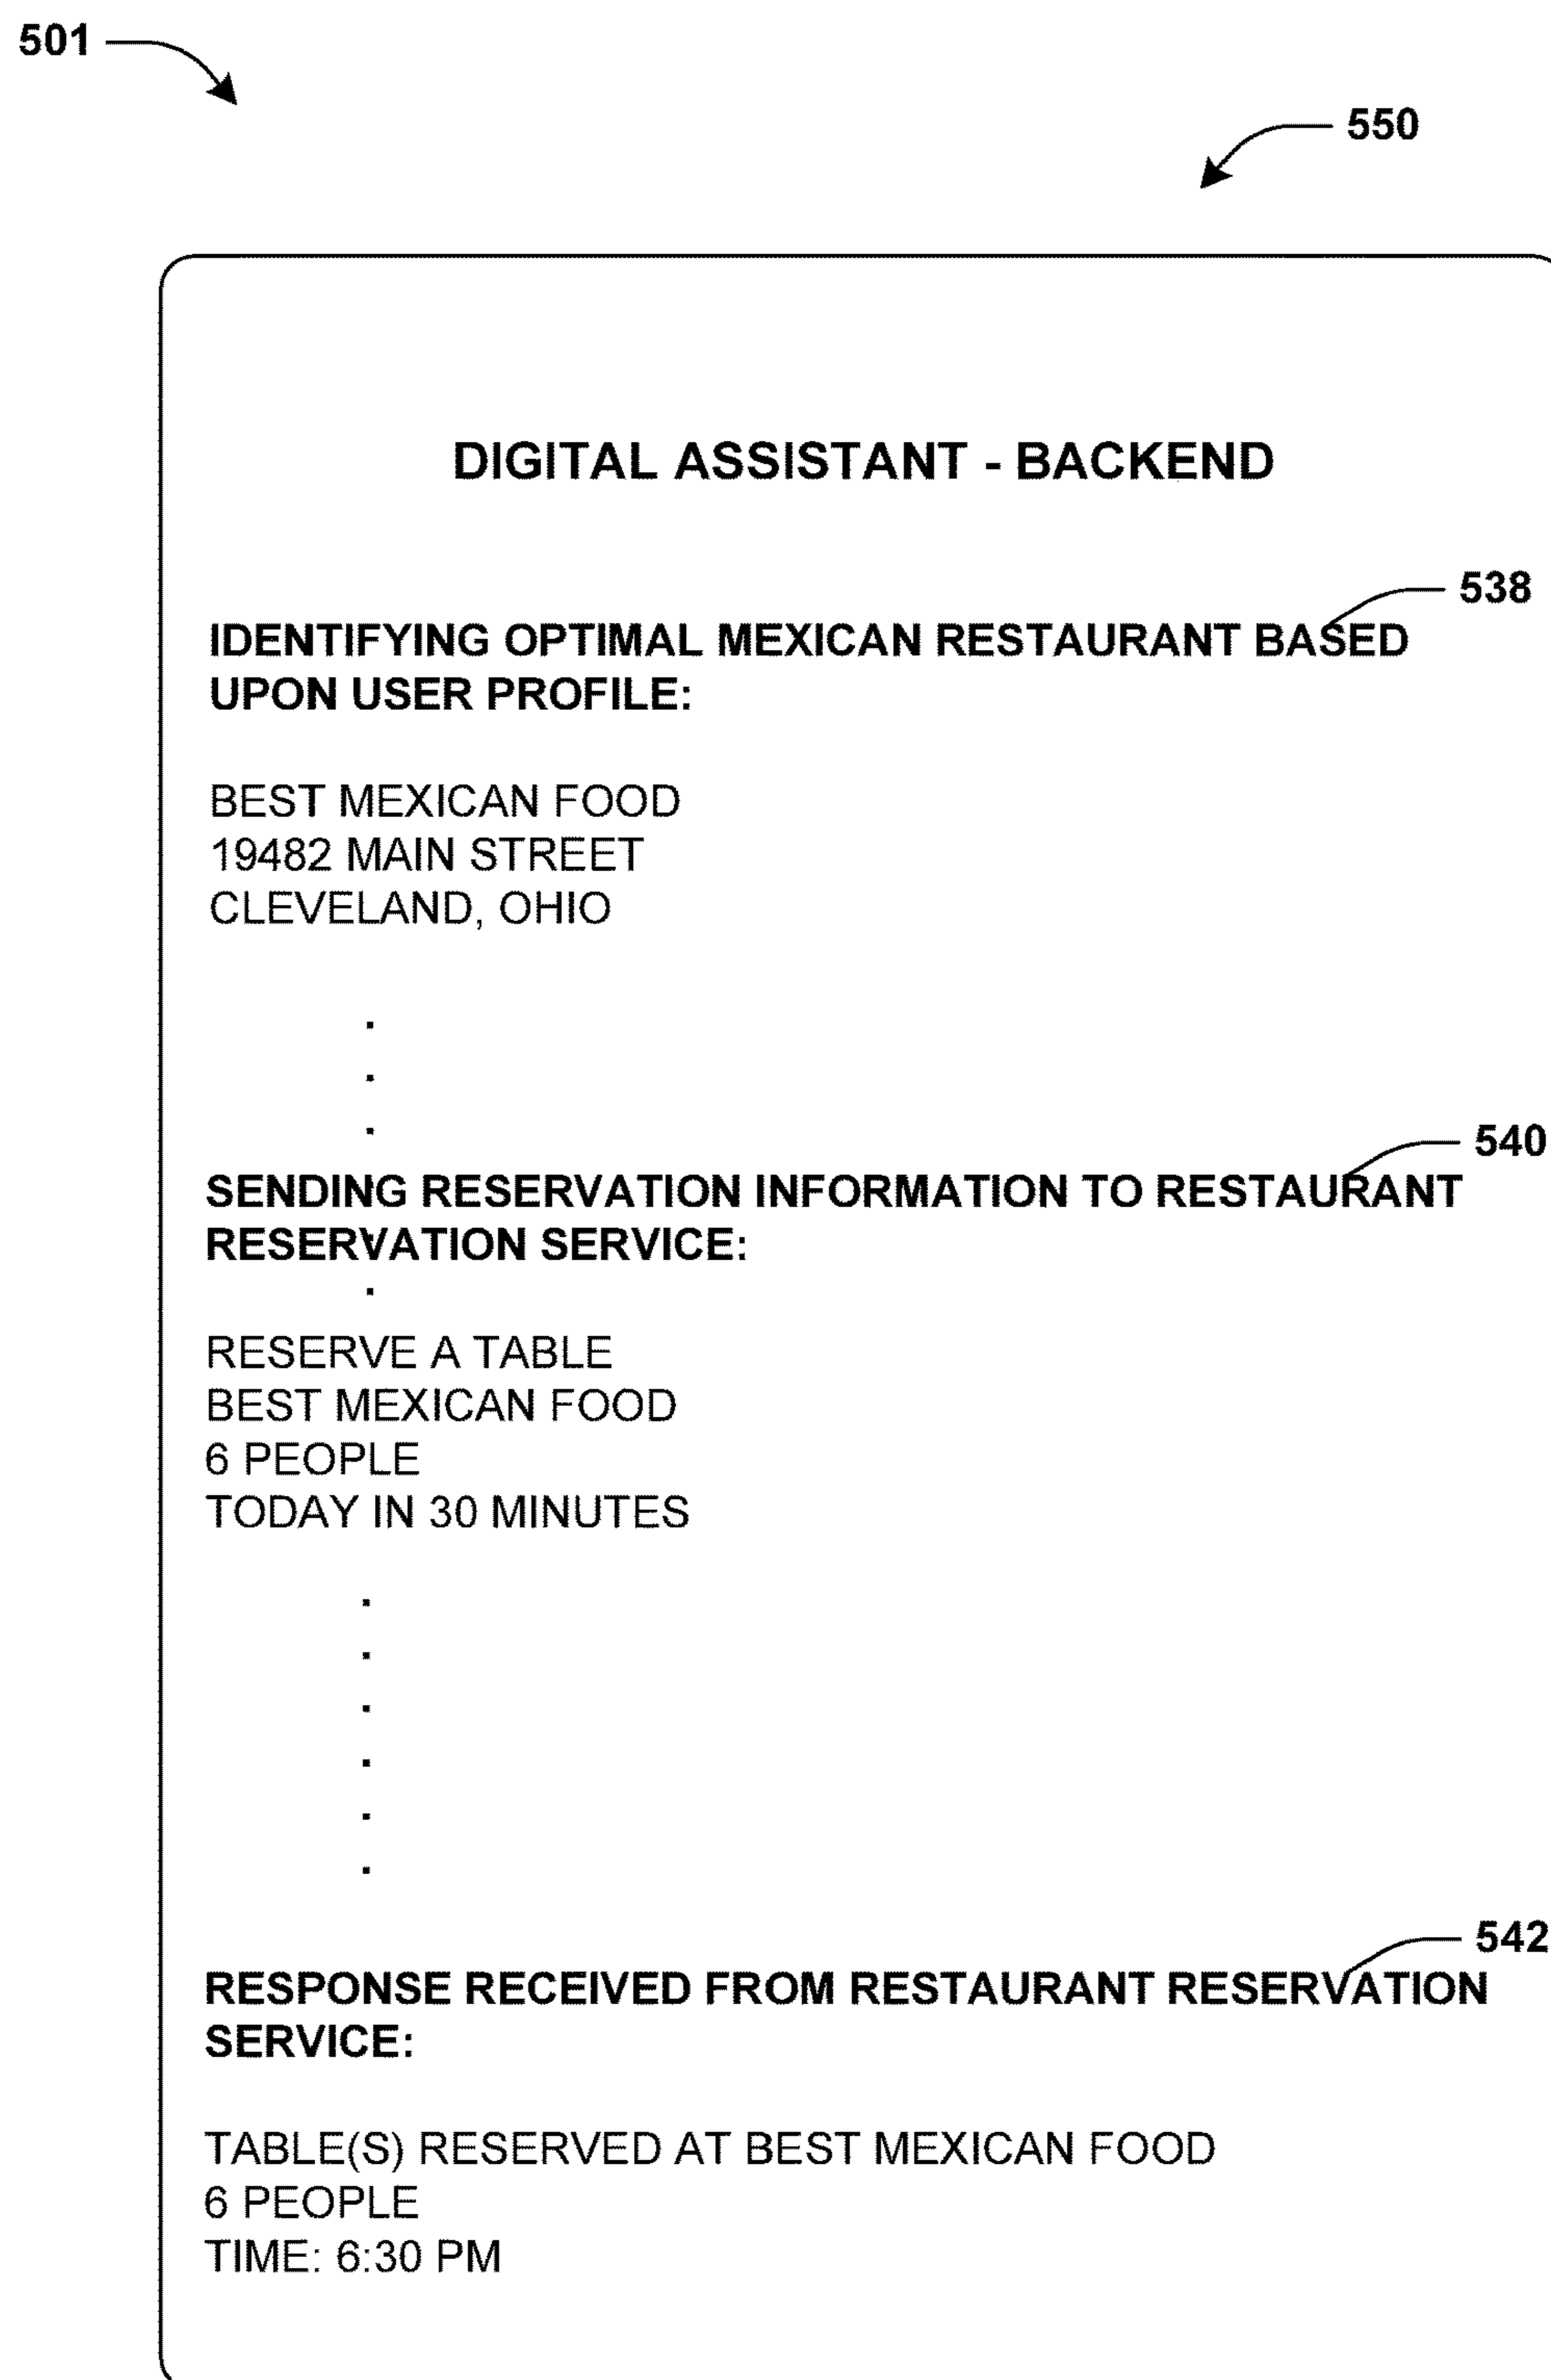 501
550
DIGITAL ASSISTANT - BACKEND
538
IDENTIFYING OPTIMAL MEXICAN RESTAURANT BASED
UPON USER PROFILE:
BEST MEXICAN FOOD
19482 MAIN STREET
CLEVELAND, OHIO
.
.
.
540
SENDING RESERVATION INFORMATION TO RESTAURANT
RESERVATION SERVICE:
.
RESERVE A TABLE
BEST MEXICAN FOOD
6 PEOPLE
TODAY IN 30 MINUTES
.
.
.
.
.
.
542
RESPONSE RECEIVED FROM RESTAURANT RESERVATION
SERVICE:
TABLE(S) RESERVED AT BEST MEXICAN FOOD
6 PEOPLE
TIME: 6:30 PM